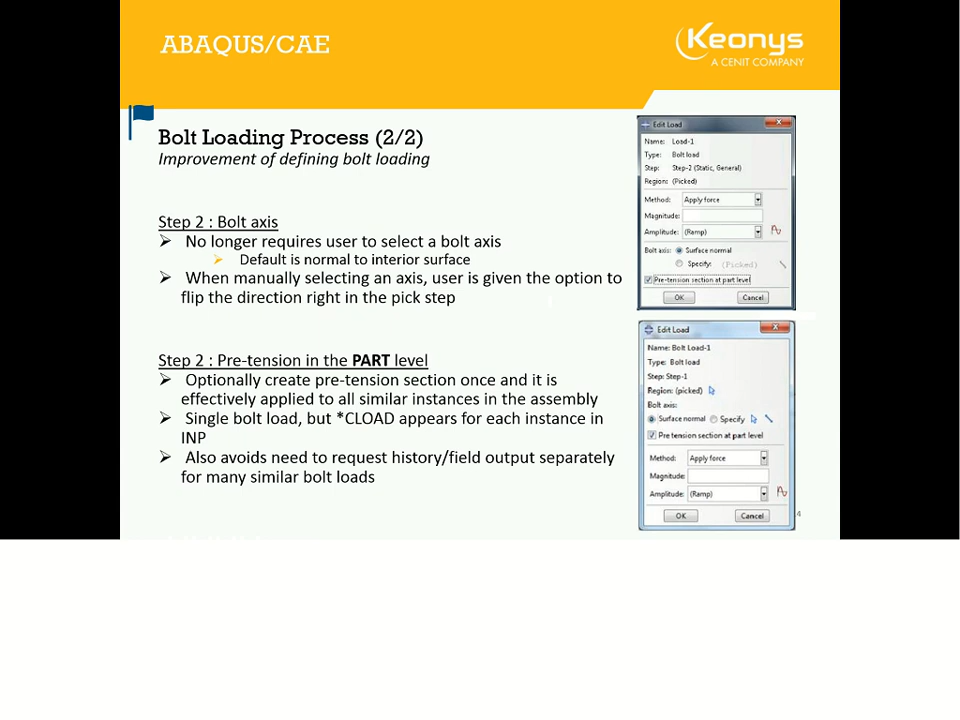 ABAQUS/CAE
Keonys
A CENIT COMPANY
Bolt Loading Process (2/2)
Improvement of defining bolt loading
Step 2 : Bolt axis
No longer requires user to select a bolt axis
Default is normal to interior surface
When manually selecting an axis, user is given the option to
flip the direction right in the pick step
Step 2 : Pre-tension in the PART level
Optionally create pre-tension section once and it is
effectively applied to all similar instances in the assembly
Single bolt load, but *CLOAD appears for each instance in
INP
Also avoids need to request history/field output separately
for many similar bolt loads
Edit Load
Name: Load-1
Type: Bolt load
Step: Step-2 (Static, General)
Region: (Picked)
Method: Apply force
Magnitude:
Amplitude: (Ramp)
Bolt axis: Surface normal
Specify: (Picked)
Pre-tension section at part level
OK Cancel
Edit Load
Name: Bolt Load-1
Type: Bolt load
Step: Step-1
Region: (picked)
Bolt axis:
Surface normal Specify
Pre tension section at part level
Method: Apply force
Magnitude:
Amplitude: (Ramp)
OK Cancel
4